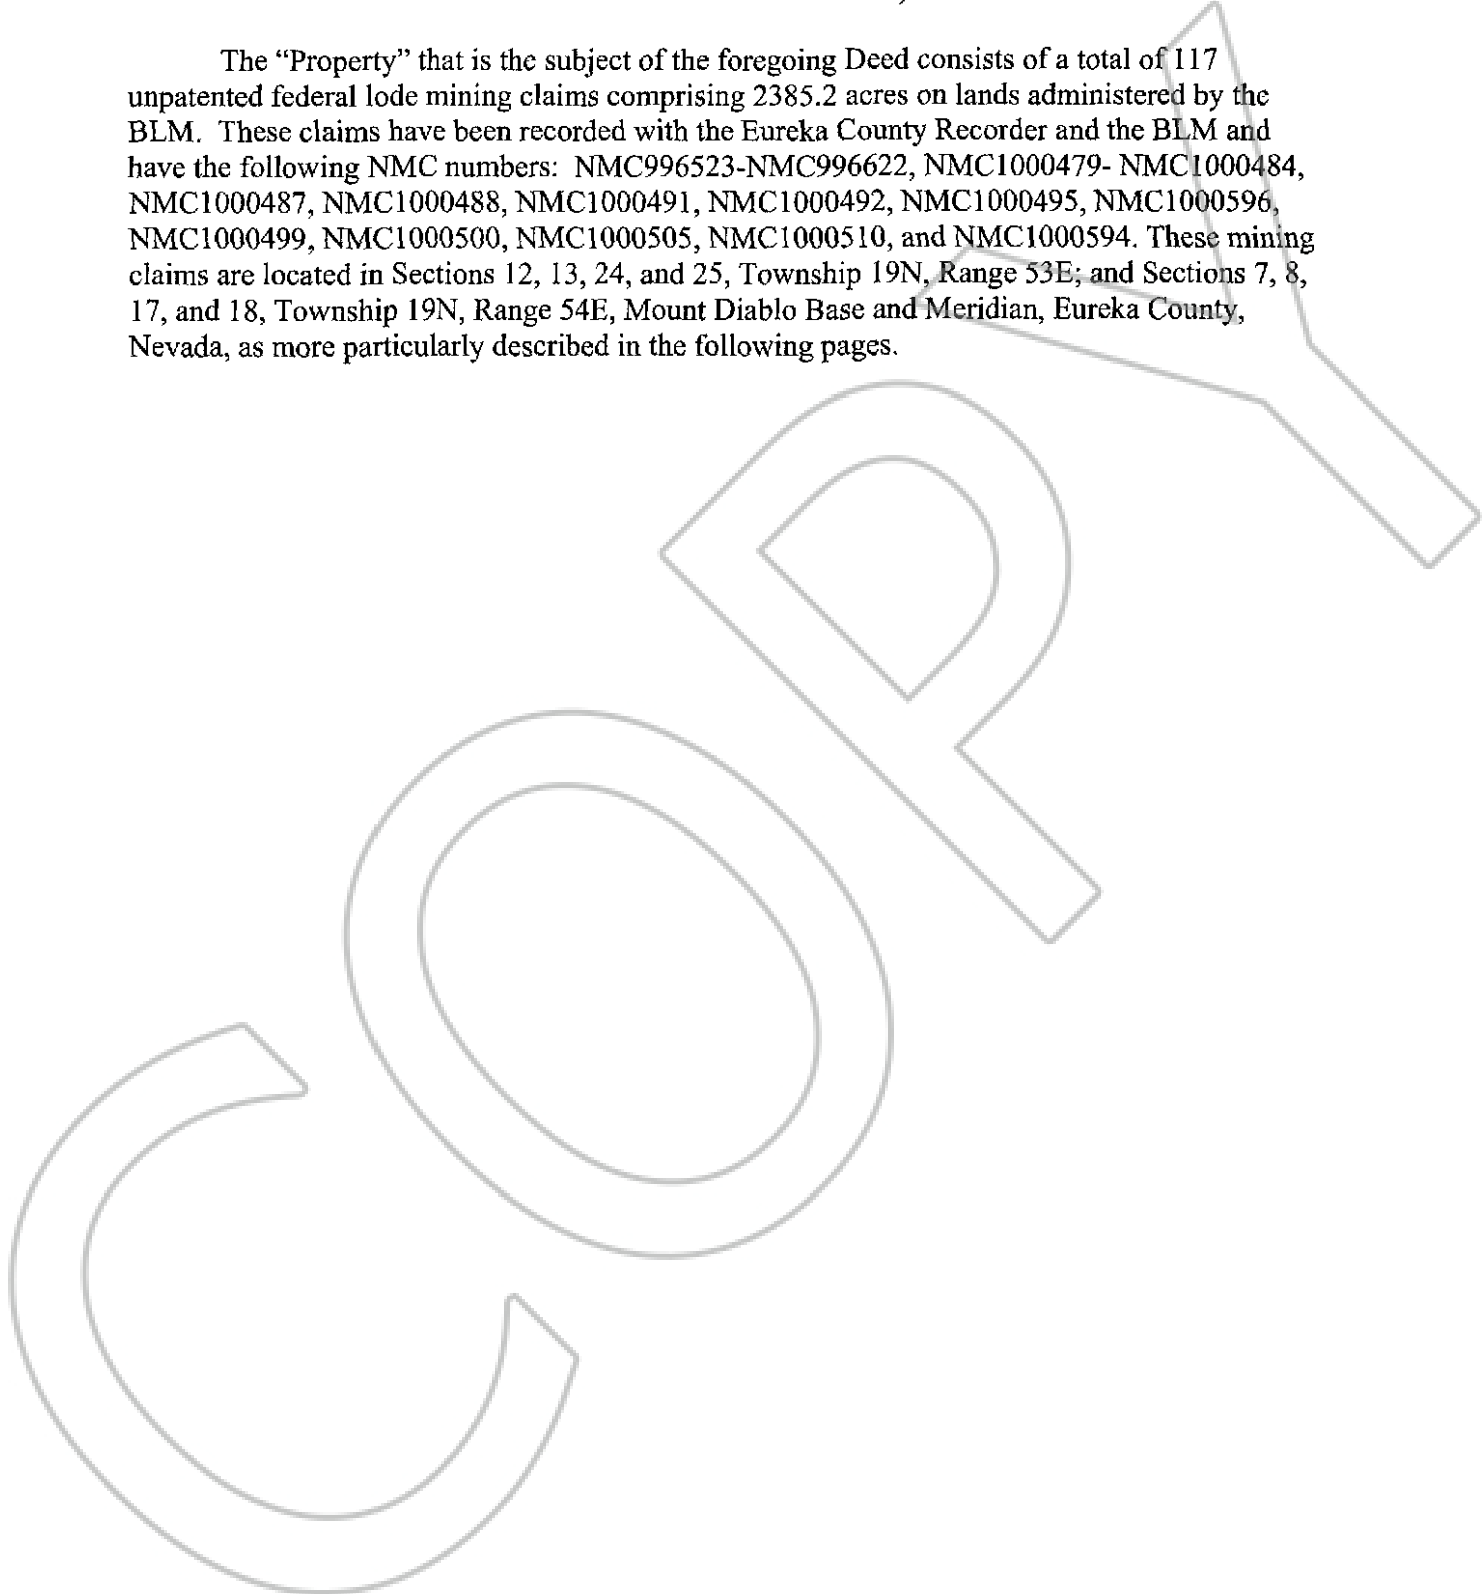 The “Property” that is the subject of the foregoing Deed consists of a total of 117
unpatented federal lode mining claims comprising 2385.2 acres on lands administered by the
BLM.  These claims have been recorded with the Eureka County Recorder and the BLM and
have the following NMC numbers:  NMC996523-NMC996622, NMC1000479- NMC1000484,
NMC1000487, NMC1000488, NMC1000491, NMC1000492, NMC1000495, NMC1000596,
NMC1000499, NMC1000500, NMC1000505, NMC1000510, and NMC1000594. These mining
claims are located in Sections 12, 13, 24, and 25, Township 19N, Range 53E; and Sections 7, 8,
17, and 18, Township 19N, Range 54E, Mount Diablo Base and Meridian, Eureka County,
Nevada, as more particularly described in the following pages.
COPY